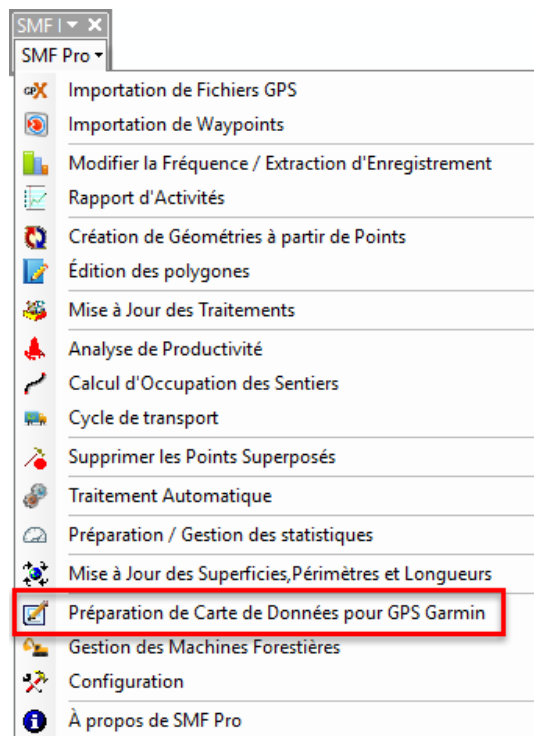 SMF I
SMF Pro
GPX Importation de Fichiers GPS
Importation de Waypoints
Modifier la Fréquence / Extraction d'Enregistrement
Rapport d'Activités
Création de Géométries à partir de Points
Édition des polygones
Mise à Jour des Traitements
Analyse de Productivité
Calcul d'Occupation des Sentiers
Cycle de transport
Supprimer les Points Superposés
Traitement Automatique
Préparation / Gestion des statistiques
Mise à Jour des Superficies,Périmètres et Longueurs
Préparation de Carte de Données pour GPS Garmin
Gestion des Machines Forestières
Configuration
À propos de SMF Pro